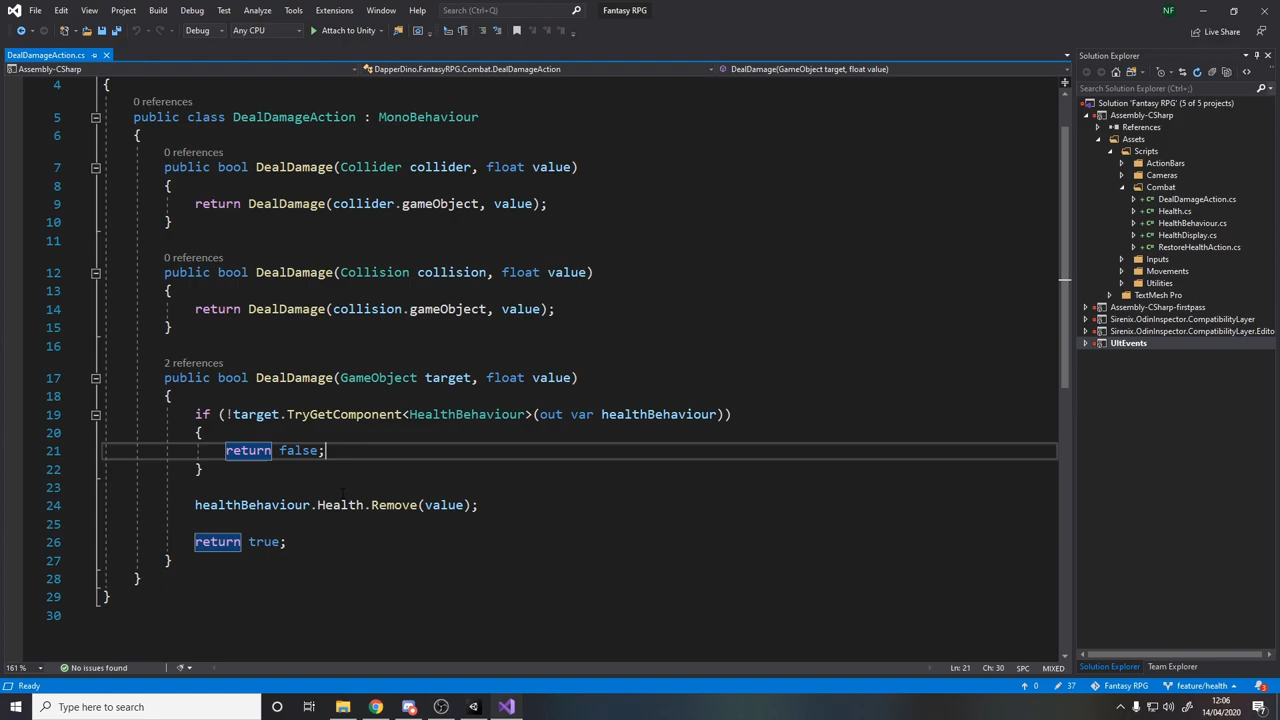 File Edit View Git Project Build Debug Test Analyze Tools Extensions Window Help Search (Ctrl+Q) Fantasy RPG NF
Debug Any CPU Attach to Unity Live Share
DealDamageAction.cs
Assembly-CSharp DapperDino.FantasyRPG.Combat.DealDamageAction DealDamage(GameObject target, float value)
4 {
0 references
5 public class DealDamageAction : MonoBehaviour
6 {
0 references
7 public bool DealDamage(Collider collider, float value)
8 {
9 return DealDamage(collider.gameObject, value);
10 }
11
0 references
12 public bool DealDamage(Collision collision, float value)
13 {
14 return DealDamage(collision.gameObject, value);
15 }
16
2 references
17 public bool DealDamage(GameObject target, float value)
18 {
19 if (!target.TryGetComponent<HealthBehaviour>(out var healthBehaviour))
20 {
21 return false;
22 }
23
24 healthBehaviour.Health.Remove(value);
25
26 return true;
27 }
28 }
29 }
30
161 % No issues found Ln: 21 Ch: 30 SPC MIXED
Solution Explorer
Search Solution Explorer (Ctrl+;)
Solution 'Fantasy RPG' (5 of 5 projects)
Assembly-CSharp
References
Assets
Scripts
ActionBars
Cameras
Combat
DealDamageAction.cs
Health.cs
HealthBehaviour.cs
HealthDisplay.cs
RestoreHealthAction.cs
Inputs
Movements
Utilities
TextMesh Pro
Assembly-CSharp-firstpass
Sirenix.OdinInspector.CompatibilityLayer
Sirenix.OdinInspector.CompatibilityLayer.Edito
UltEvents
Solution Explorer Team Explorer
Ready 0 37 Fantasy RPG feature/health 3
Type here to search 12:06
14/04/2020